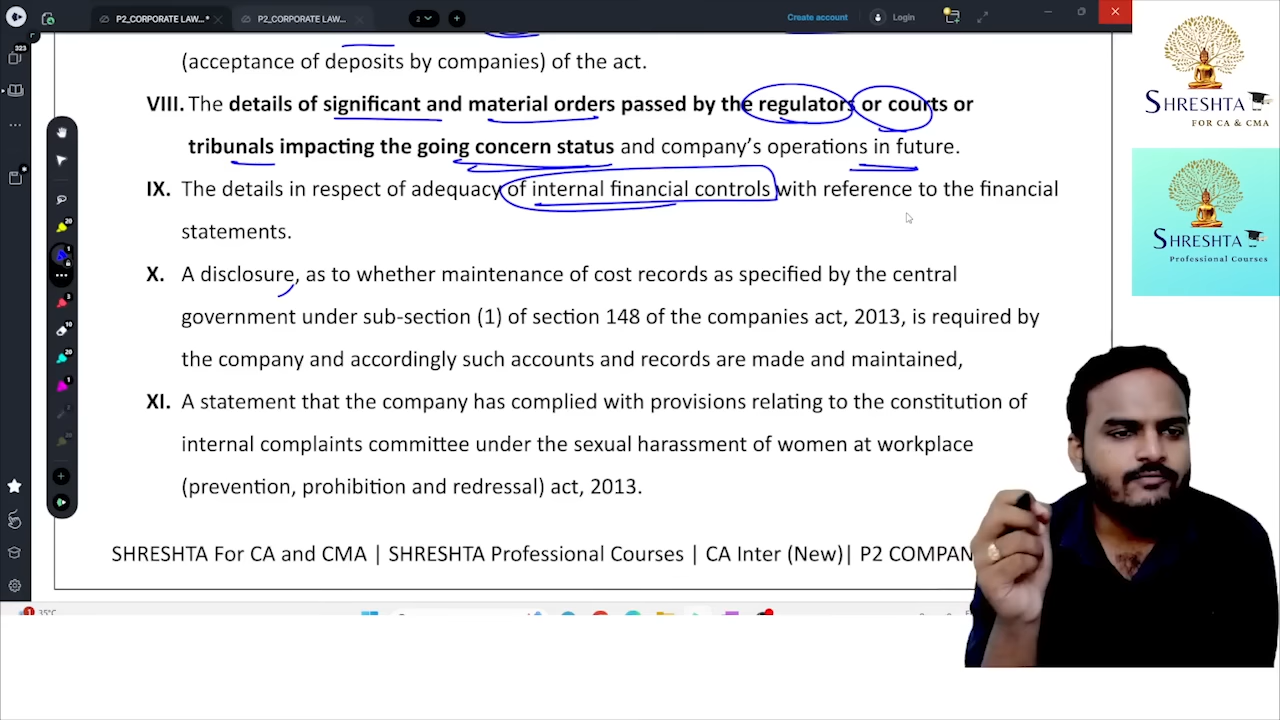 P2_CORPORATE LAW...*
P2_CORPORATE LAW....
2
Create account
Login
323
(acceptance of deposits by companies) of the act.
VIII. The details of significant and material orders passed by the regulators or courts or
tribunals impacting the going concern status and company's operations in future.
IX. The details in respect of adequacy of internal financial controls with reference to the financial
statements.
X. A disclosure, as to whether maintenance of cost records as specified by the central
government under sub-section (1) of section 148 of the companies act, 2013, is required by
the company and accordingly such accounts and records are made and maintained,
XI. A statement that the company has complied with provisions relating to the constitution of
internal complaints committee under the sexual harassment of women at workplace
(prevention, prohibition and redressal) act, 2013.
SHRESHTA For CA and CMA | SHRESHTA Professional Courses | CA Inter (New)| P2 COMPAN
35°C
SHRESHTA
FOR CA & CMA
SHRESHTA
Professional Courses